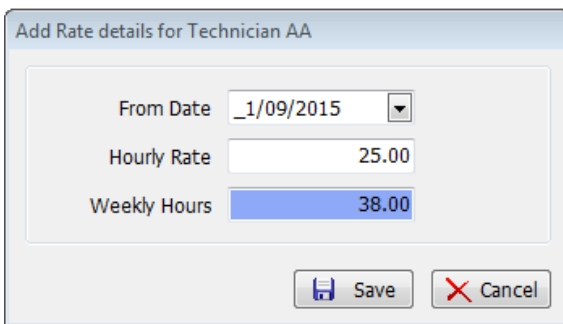 Add Rate details for Technician AA
From Date _1/09/2015
Hourly Rate 25.00
Weekly Hours 38.00
Save Cancel